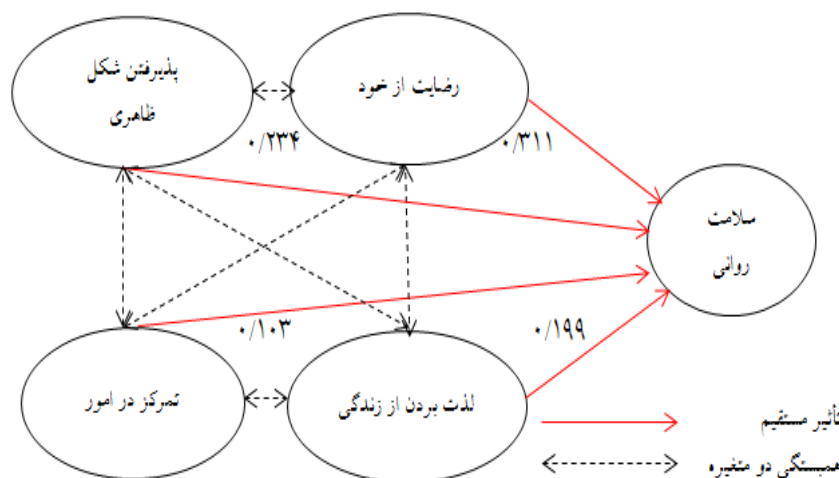 پذیرفتن شکل
ظاهری
رضایت از خود
۰/۲۳۴
۰/۳۱۱
سلامت
روانی
۰/۱۰۳
۰/۱۹۹
تمرکز در امور
لذت بردن از زندگی
تأثیر مستقیم
همبستگی دو متغیره